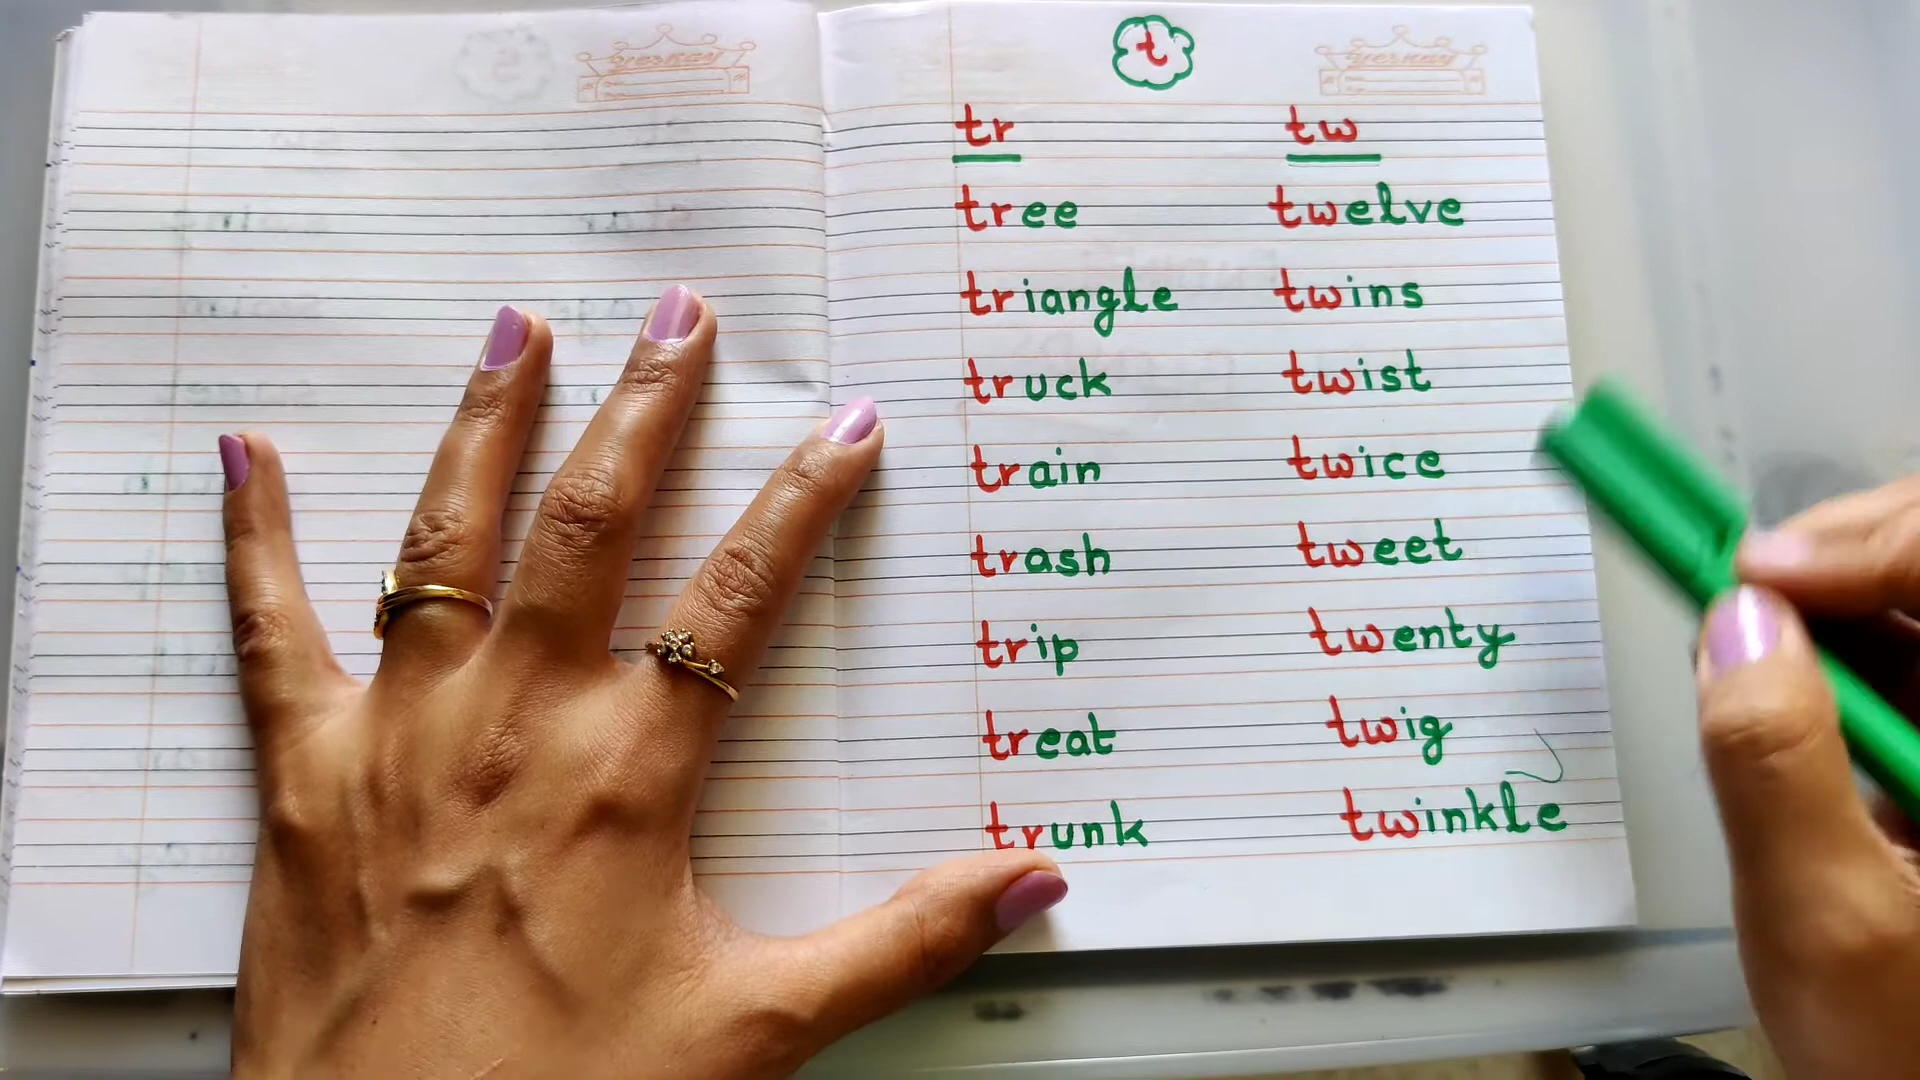 t
tr tw
tree twelve
triangle twins
truck twist
train twice
trash tweet
trip twenty
treat twig
trunk twinkle